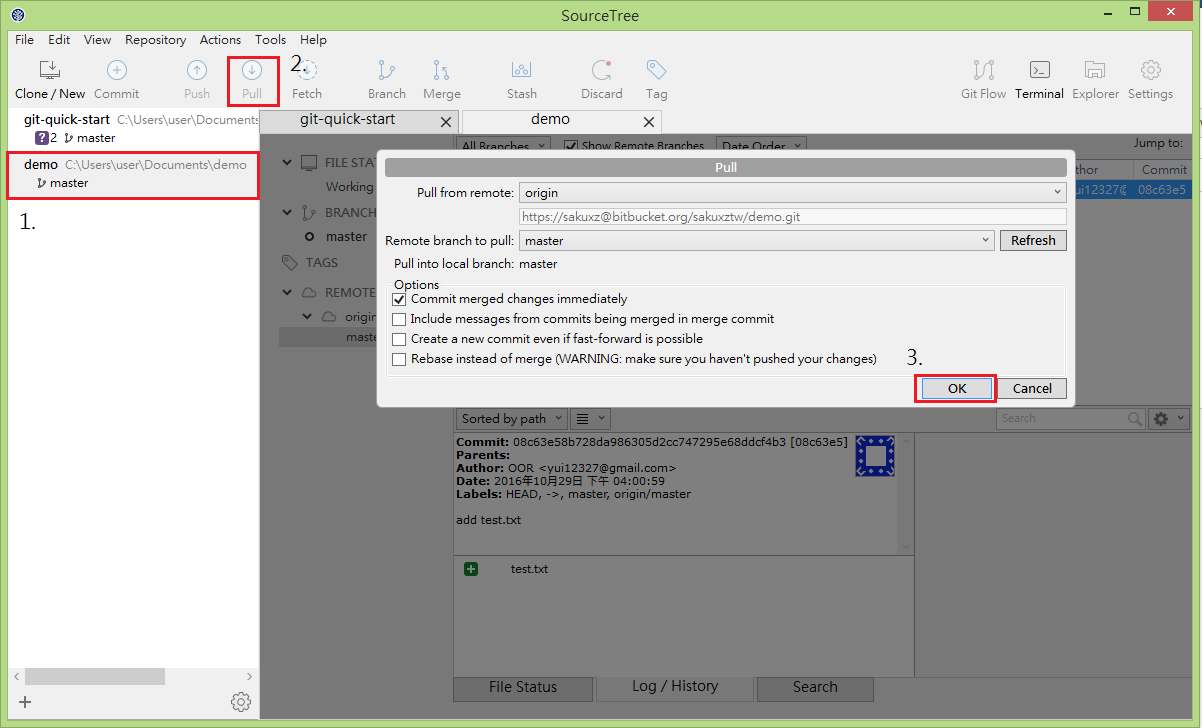 SourceTree
File Edit View Repository Actions Tools Help
Clone / New Commit Push Pull 2. Fetch Branch Merge Stash Discard Tag Git Flow Terminal Explorer Settings
git-quick-start C:\Users\user\Documents
? 2 master
demo C:\Users\user\Documents\demo
master
1.
git-quick-start demo
All Branches Show Remote Branches Date Order Jump to:
Commit
yui12327@ 08c63e5
FILE STAT
Working
BRANCH
master
TAGS
REMOTE
origin
maste
Pull
Pull from remote: origin
https://sakuxz@bitbucket.org/sakuxztw/demo.git
Remote branch to pull: master Refresh
Pull into local branch: master
Options
Commit merged changes immediately
Include messages from commits being merged in merge commit
Create a new commit even if fast-forward is possible
Rebase instead of merge (WARNING: make sure you haven't pushed your changes)
3.
OK Cancel
Sorted by path Search
Commit: 08c63e58b728da986305d2cc747295e68ddcf4b3 [08c63e5]
Parents:
Author: OOR <yui12327@gmail.com>
Date: 2016年10月29日 下午 04:00:59
Labels: HEAD, ->, master, origin/master
add test.txt
test.txt
File Status Log / History Search